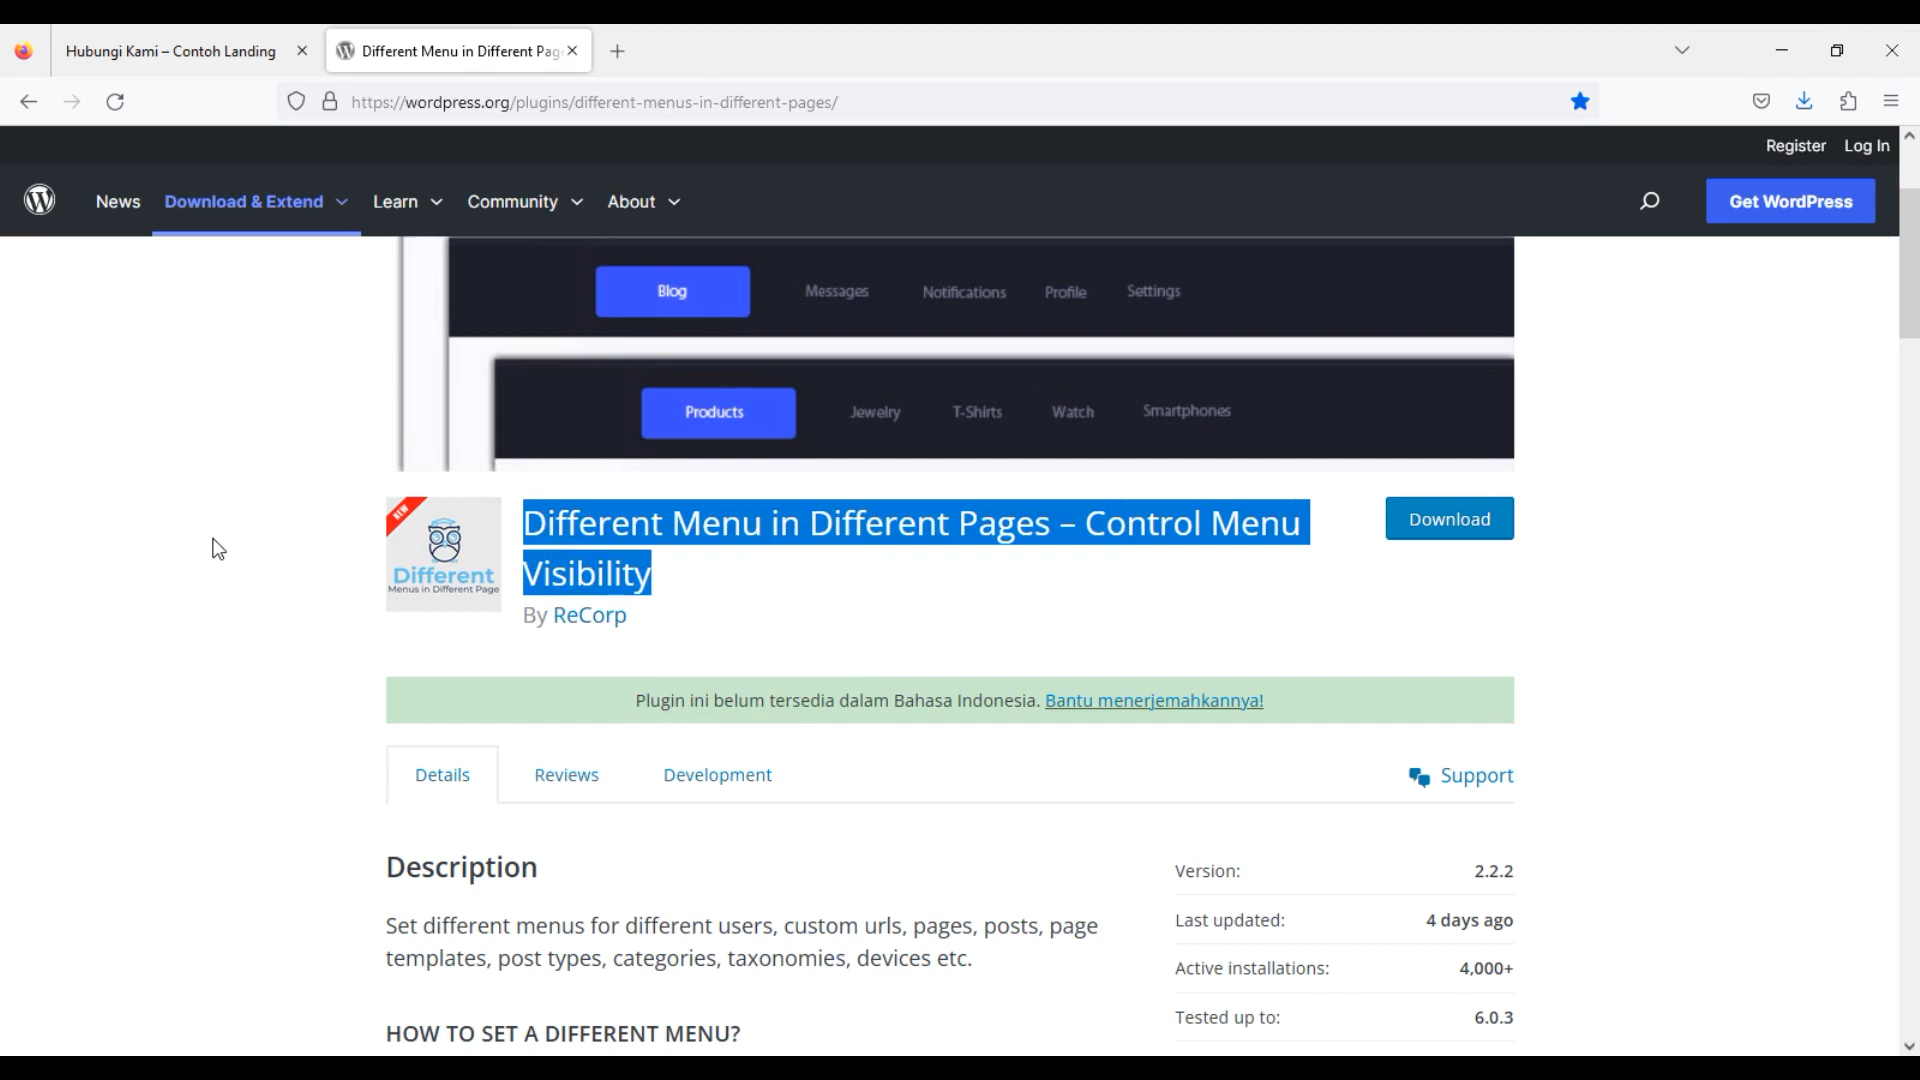 Hubungi Kami – Contoh Landing
Different Menu in Different Pag
https://wordpress.org/plugins/different-menus-in-different-pages/
Register Log In
News Download & Extend Learn Community About Get WordPress
Blog Messages Notifications Profile Settings
Products Jewelry T-Shirts Watch Smartphones
NEW
Different
Menus in Different Page
Different Menu in Different Pages – Control Menu
Visibility
By ReCorp
Download
Plugin ini belum tersedia dalam Bahasa Indonesia. Bantu menerjemahkannya!
Details Reviews Development Support
Description
Set different menus for different users, custom urls, pages, posts, page
templates, post types, categories, taxonomies, devices etc.
HOW TO SET A DIFFERENT MENU?
Version: 2.2.2
Last updated: 4 days ago
Active installations: 4,000+
Tested up to: 6.0.3